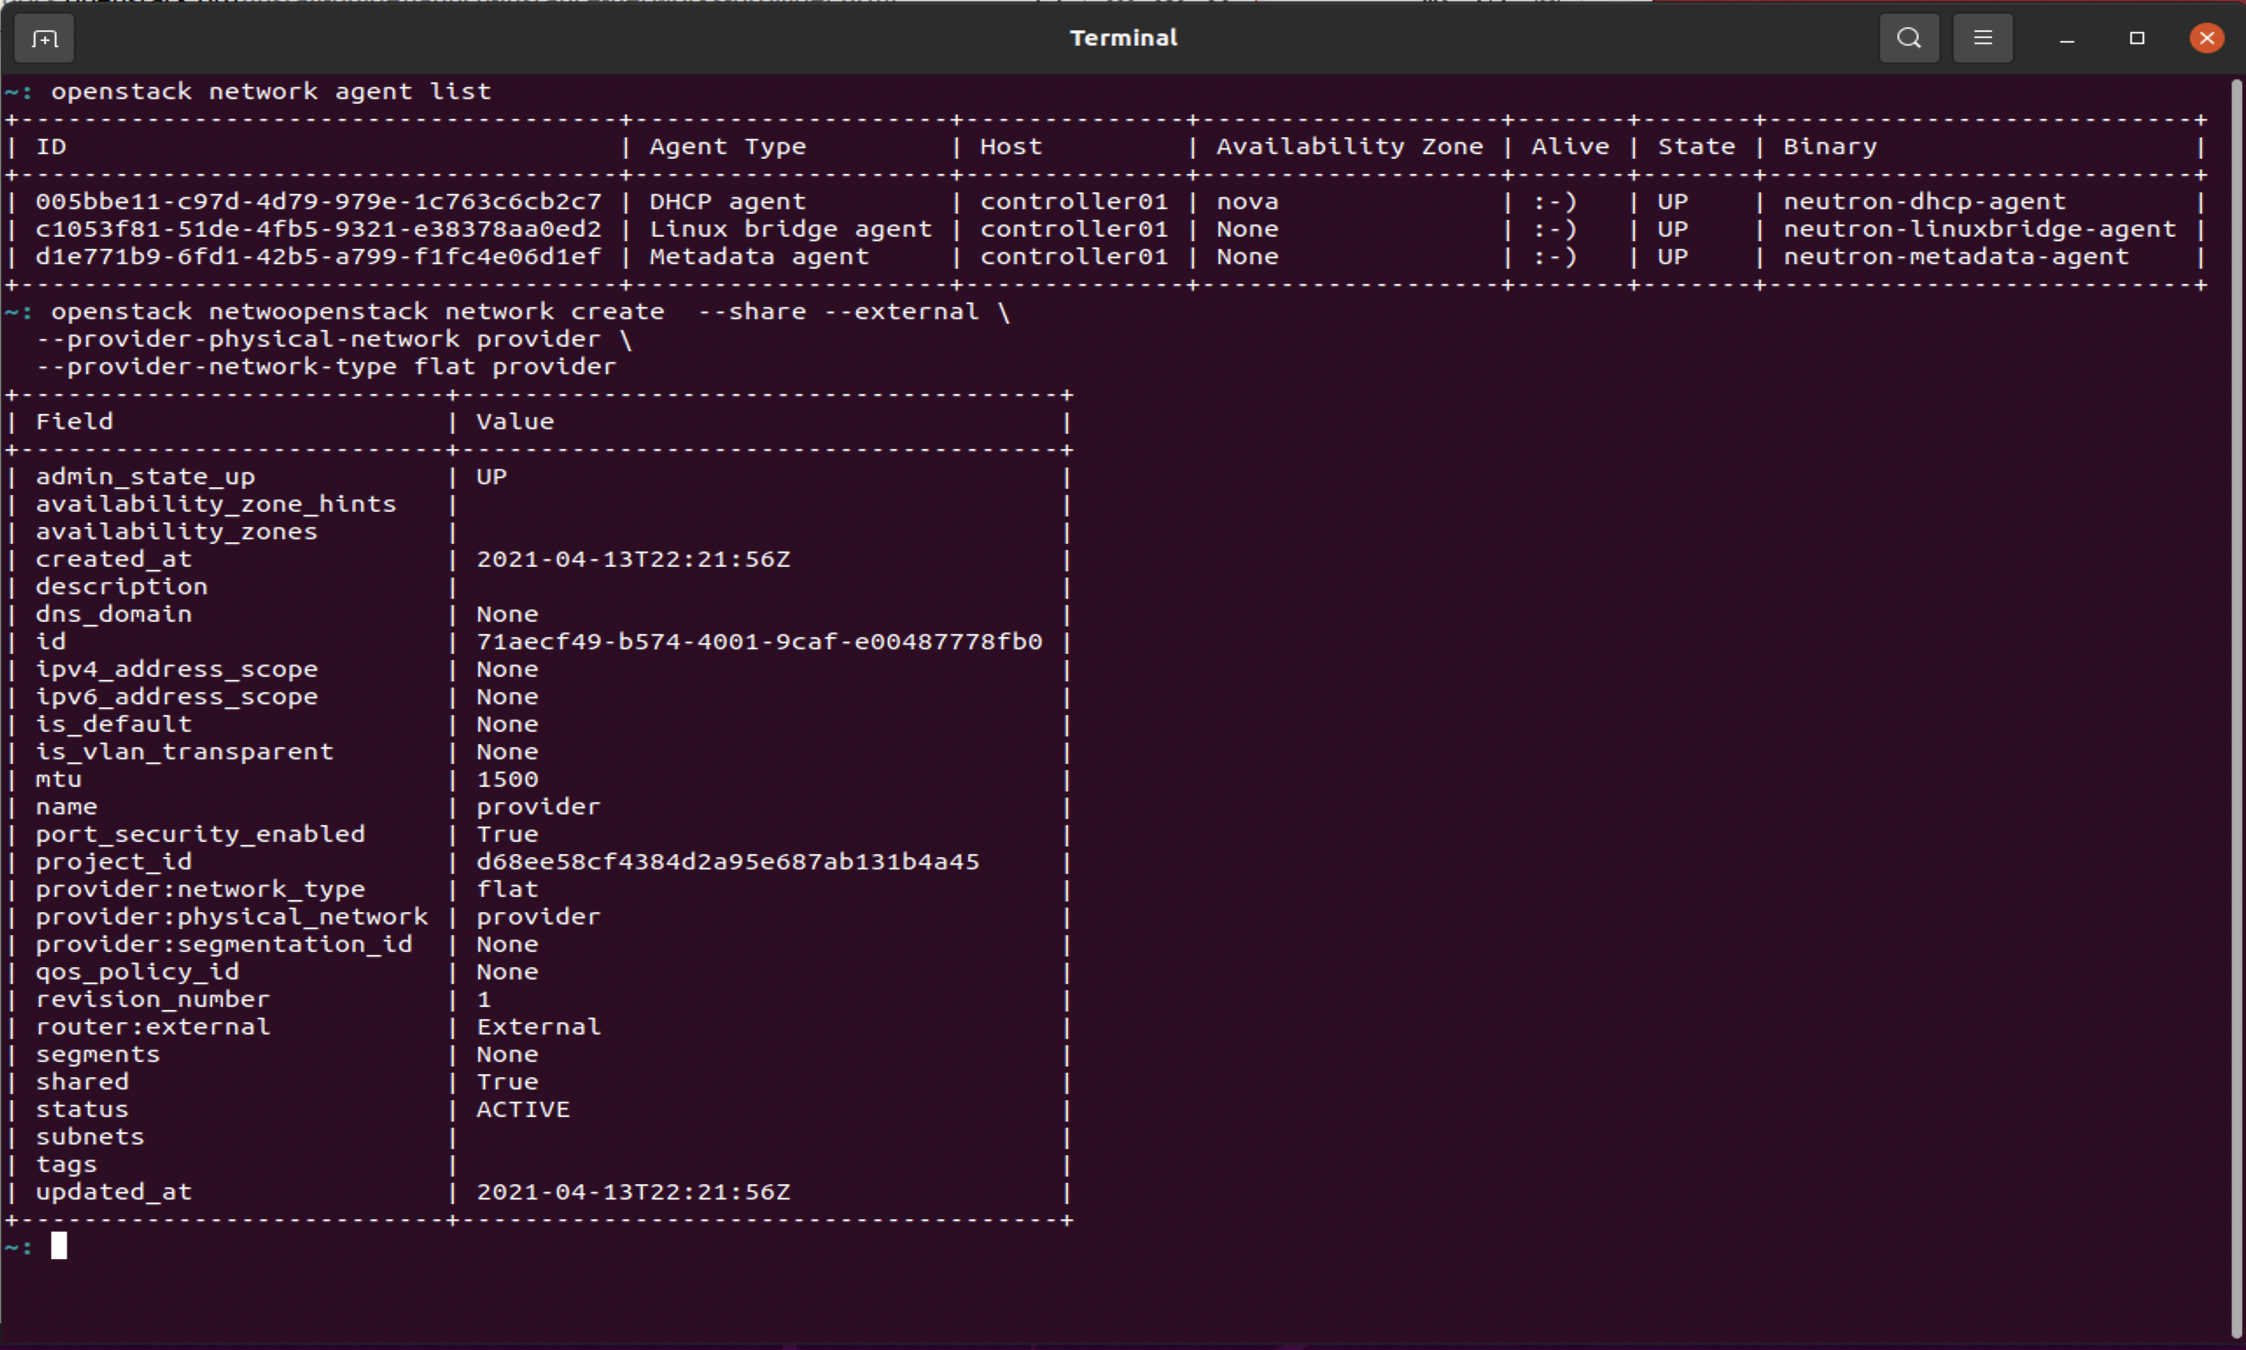 Terminal
~: openstack network agent list
+--------------------------------------+--------------------+--------------+-------------------+-------+-------+---------------------------+
| ID                                   | Agent Type         | Host         | Availability Zone | Alive | State | Binary                    |
+--------------------------------------+--------------------+--------------+-------------------+-------+-------+---------------------------+
| 005bbe11-c97d-4d79-979e-1c763c6cb2c7 | DHCP agent         | controller01 | nova              | :-)   | UP    | neutron-dhcp-agent        |
| c1053f81-51de-4fb5-9321-e38378aa0ed2 | Linux bridge agent | controller01 | None              | :-)   | UP    | neutron-linuxbridge-agent |
| d1e771b9-6fd1-42b5-a799-f1fc4e06d1ef | Metadata agent     | controller01 | None              | :-)   | UP    | neutron-metadata-agent    |
+--------------------------------------+--------------------+--------------+-------------------+-------+-------+---------------------------+
~: openstack netwoopenstack network create  --share --external \
  --provider-physical-network provider \
  --provider-network-type flat provider
+---------------------------+--------------------------------------+
| Field                     | Value                                |
+---------------------------+--------------------------------------+
| admin_state_up            | UP                                   |
| availability_zone_hints   |                                      |
| availability_zones        |                                      |
| created_at                | 2021-04-13T22:21:56Z                 |
| description               |                                      |
| dns_domain                | None                                 |
| id                        | 71aecf49-b574-4001-9caf-e00487778fb0 |
| ipv4_address_scope        | None                                 |
| ipv6_address_scope        | None                                 |
| is_default                | None                                 |
| is_vlan_transparent       | None                                 |
| mtu                       | 1500                                 |
| name                      | provider                             |
| port_security_enabled     | True                                 |
| project_id                | d68ee58cf4384d2a95e687ab131b4a45     |
| provider:network_type     | flat                                 |
| provider:physical_network | provider                             |
| provider:segmentation_id  | None                                 |
| qos_policy_id             | None                                 |
| revision_number           | 1                                    |
| router:external           | External                             |
| segments                  | None                                 |
| shared                    | True                                 |
| status                    | ACTIVE                               |
| subnets                   |                                      |
| tags                      |                                      |
| updated_at                | 2021-04-13T22:21:56Z                 |
+---------------------------+--------------------------------------+
~: